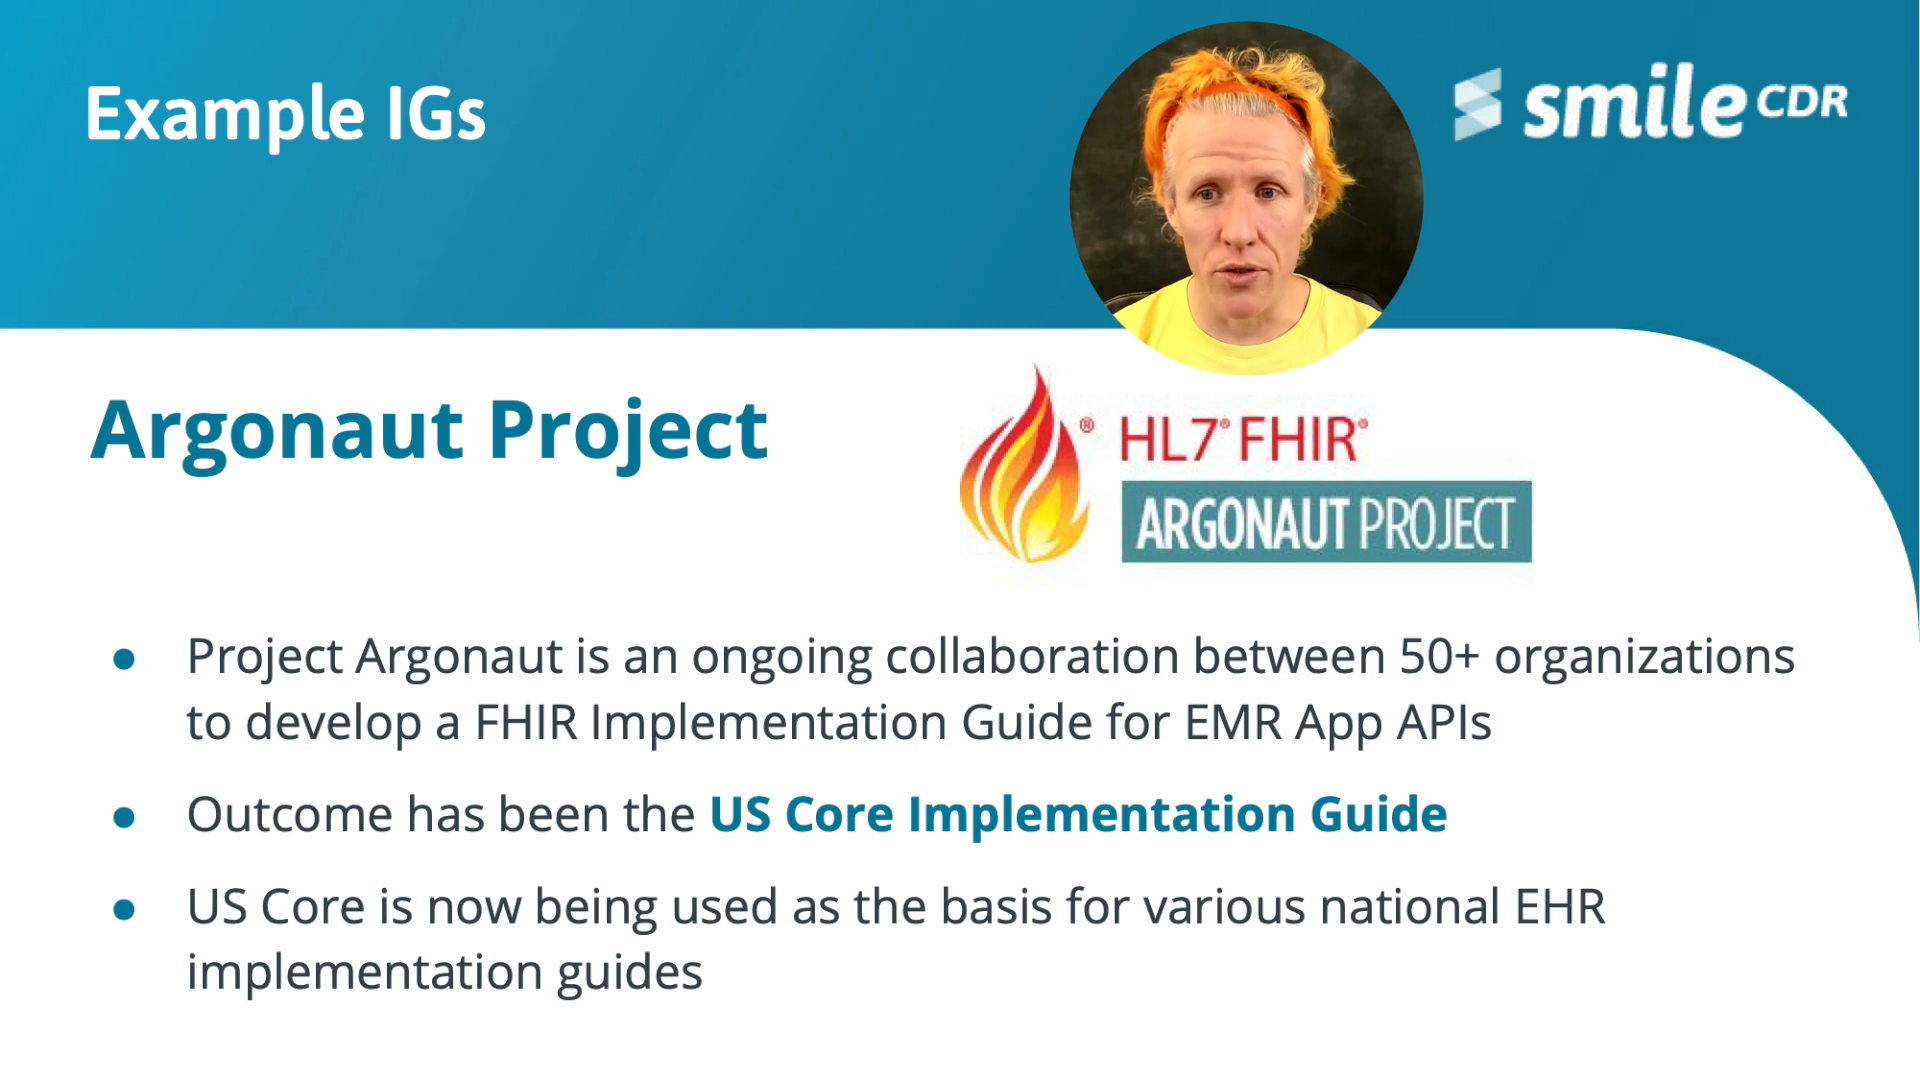 Example IGs
smile CDR
Argonaut Project
® HL7® FHIR®
ARGONAUT PROJECT
● Project Argonaut is an ongoing collaboration between 50+ organizations
to develop a FHIR Implementation Guide for EMR App APIs
● Outcome has been the US Core Implementation Guide
● US Core is now being used as the basis for various national EHR
implementation guides